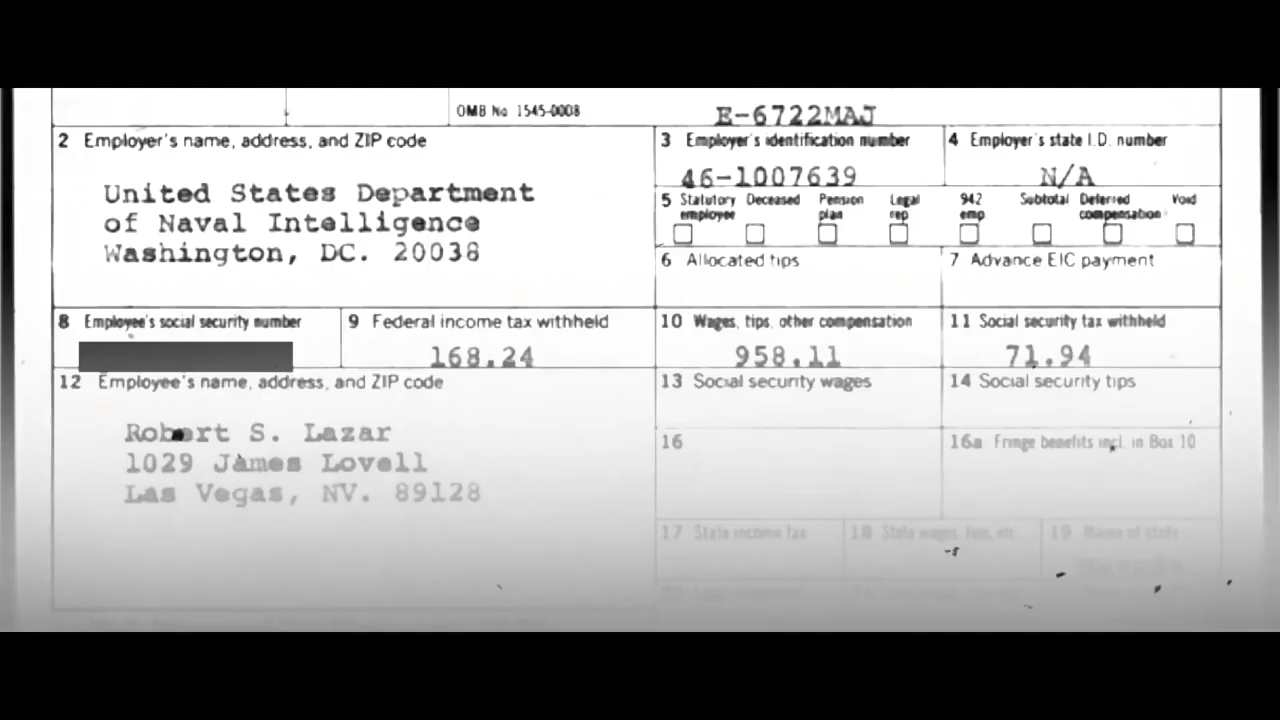 OMB No 1545-0008
E-6722MAJ
2 Employer's name, address, and ZIP code
United States Department
of Naval Intelligence
Washington, DC. 20038
3 Employer's identification number
46-1007639
4 Employer's state I.D. number
N/A
5 Statutory employee
Deceased
Pension plan
Legal rep
942 emp
Subtotal
Deferred compensation
Void
6 Allocated tips
7 Advance EIC payment
8 Employee's social security number
9 Federal income tax withheld
168.24
10 Wages, tips, other compensation
958.11
11 Social security tax withheld
71.94
12 Employee's name, address, and ZIP code
Robert S. Lazar
1029 James Lovell
Las Vegas, NV. 89128
13 Social security wages
14 Social security tips
16
16a Fringe benefits incl. in Box 10
17 State income tax
18 State wages, tips, etc.
19 Name of state